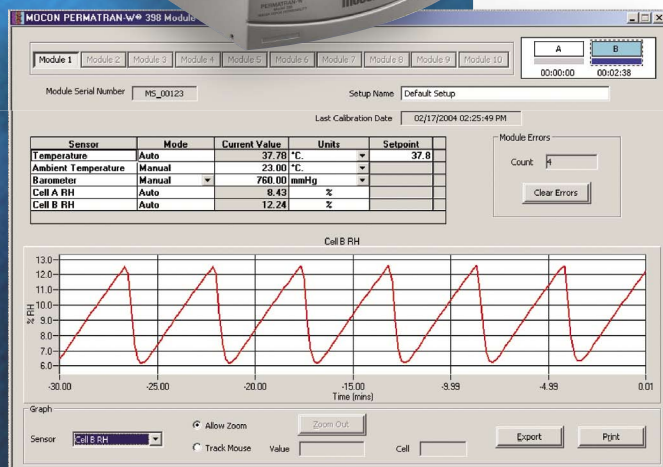 PERMATRAN-W
mocon
MOCON PERMATRAN-W® 398 Module
Module 1 Module 2 Module 3 Module 4 Module 5 Module 6 Module 7 Module 8 Module 9 Module 10
A B
00:00:00 00:02:38
Module Serial Number MS_00123 Setup Name Default Setup
Last Calibration Date 02/17/2004 02:25:49 PM
Sensor Mode Current Value Units Setpoint
Temperature Auto 37.78 °C. 37.8
Ambient Temperature Manual 23.00 °C.
Barometer Manual 760.00 mmHg
Cell A RH Auto 8.43 %
Cell B RH Auto 12.24 %
Module Errors
Count 4
Clear Errors
Cell B RH
% RH
13.0
12.0
11.0
10.0
9.0
8.0
7.0
6.0
-30.00 -25.00 -20.00 -15.00 -9.99 -4.99 0.01
Time (mins)
Graph
Sensor Cell B RH
Allow Zoom Zoom Out
Track Mouse Value Cell
Export Print